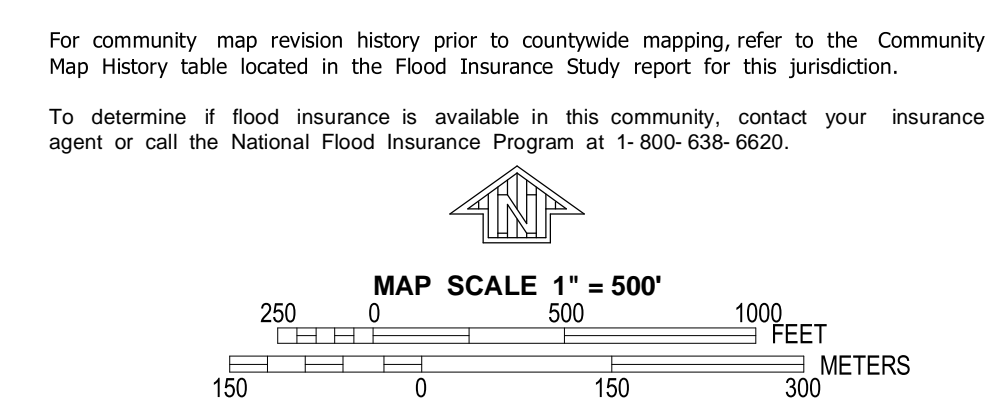 For community map revision history prior to countywide mapping, refer to the Community
Map History table located in the Flood Insurance Study report for this jurisdiction.
To determine if flood insurance is available in this community, contact your insurance
agent or call the National Flood Insurance Program at 1- 800- 638- 6620.
N
MAP SCALE 1" = 500'
250 0 500 1000
FEET
METERS
150 0 150 300